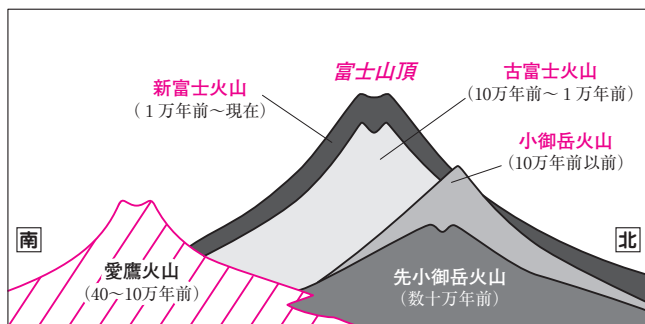 富士山頂
新富士火山
(1万年前〜現在)
古富士火山
(10万年前〜1万年前)
小御岳火山
(10万年前以前)
南
北
愛鷹火山
(40〜10万年前)
先小御岳火山
(数十万年前)